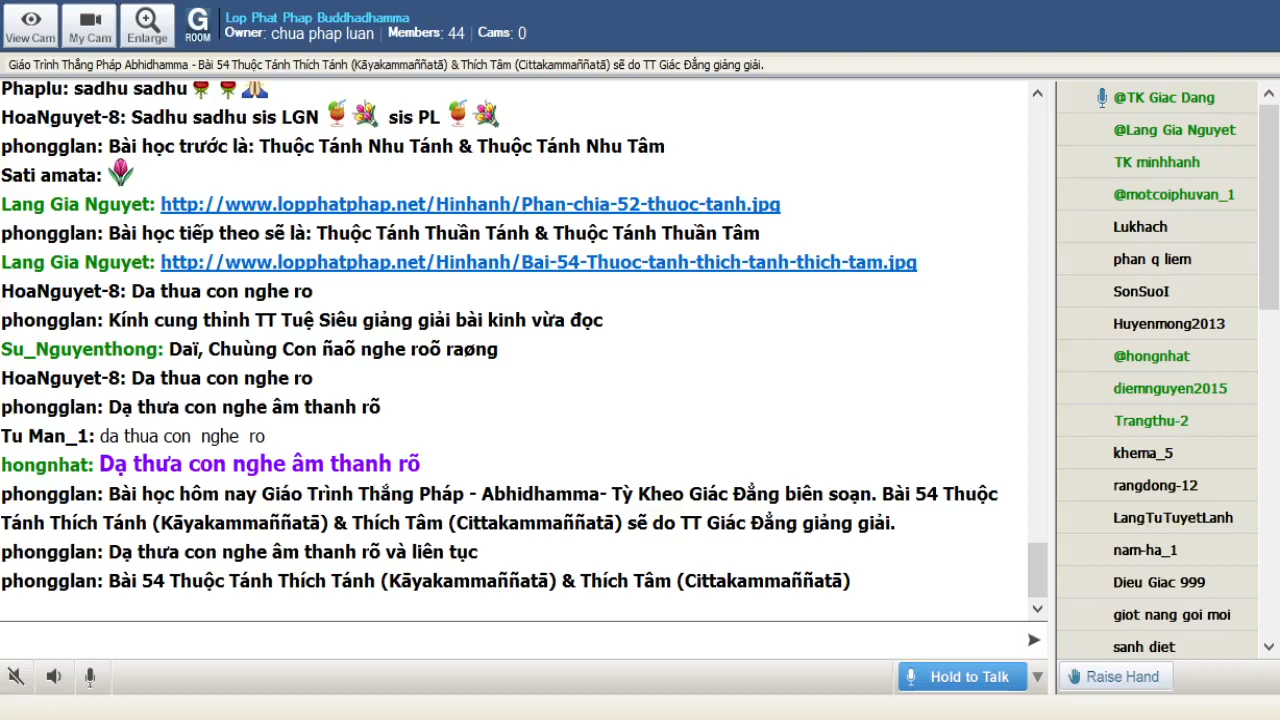 View Cam
My Cam
Enlarge
G
ROOM
Lop Phat Phap Buddhadhamma
Owner: chua phap luan | Members: 44 | Cams: 0
Giáo Trình Thắng Pháp Abhidhamma - Bài 54 Thuộc Tánh Thích Tánh (Kāyakammaññatā) & Thích Tâm (Cittakammaññatā) sẽ do TT Giác Đẳng giảng giải.
Phaplu: sadhu sadhu
HoaNguyet-8: Sadhu sadhu sis LGN sis PL
phongglan: Bài học trước là: Thuộc Tánh Nhu Tánh & Thuộc Tánh Nhu Tâm
Sati amata:
Lang Gia Nguyet: http://www.lopphatphap.net/Hinhanh/Phan-chia-52-thuoc-tanh.jpg
phongglan: Bài học tiếp theo sẽ là: Thuộc Tánh Thuần Tánh & Thuộc Tánh Thuần Tâm
Lang Gia Nguyet: http://www.lopphatphap.net/Hinhanh/Bai-54-Thuoc-tanh-thich-tanh-thich-tam.jpg
HoaNguyet-8: Da thua con nghe ro
phongglan: Kính cung thỉnh TT Tuệ Siêu giảng giải bài kinh vừa đọc
Su_Nguyenthong: Daï, Chuùng Con ñaõ nghe roõ raøng
HoaNguyet-8: Da thua con nghe ro
phongglan: Dạ thưa con nghe âm thanh rõ
Tu Man_1: da thua con nghe ro
hongnhat: Dạ thưa con nghe âm thanh rõ
phongglan: Bài học hôm nay Giáo Trình Thắng Pháp - Abhidhamma- Tỳ Kheo Giác Đẳng biên soạn. Bài 54 Thuộc
Tánh Thích Tánh (Kāyakammaññatā) & Thích Tâm (Cittakammaññatā) sẽ do TT Giác Đẳng giảng giải.
phongglan: Dạ thưa con nghe âm thanh rõ và liên tục
phongglan: Bài 54 Thuộc Tánh Thích Tánh (Kāyakammaññatā) & Thích Tâm (Cittakammaññatā)
@TK Giac Dang
@Lang Gia Nguyet
TK minhhanh
@motcoiphuvan_1
Lukhach
phan q liem
SonSuoI
Huyenmong2013
@hongnhat
diemnguyen2015
Trangthu-2
khema_5
rangdong-12
LangTuTuyetLanh
nam-ha_1
Dieu Giac 999
giot nang goi moi
sanh diet
Hold to Talk
Raise Hand